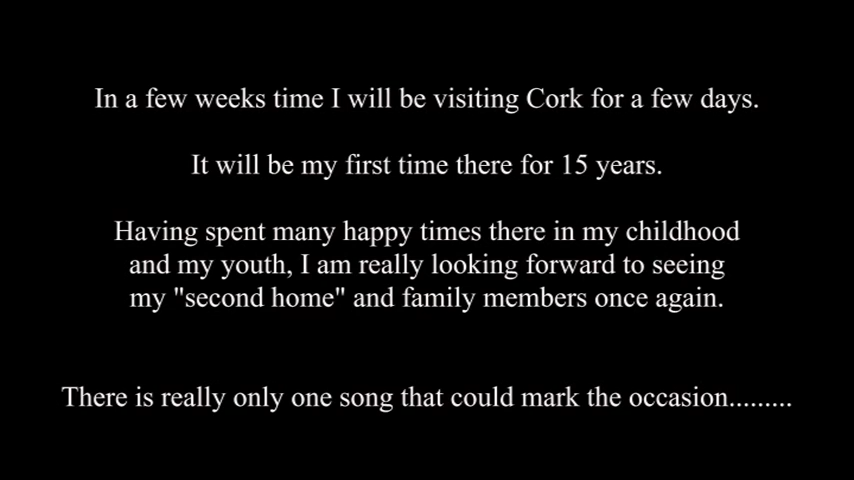 In a few weeks time I will be visiting Cork for a few days.
It will be my first time there for 15 years.
Having spent many happy times there in my childhood
and my youth, I am really looking forward to seeing
my "second home" and family members once again.
There is really only one song that could mark the occasion.........